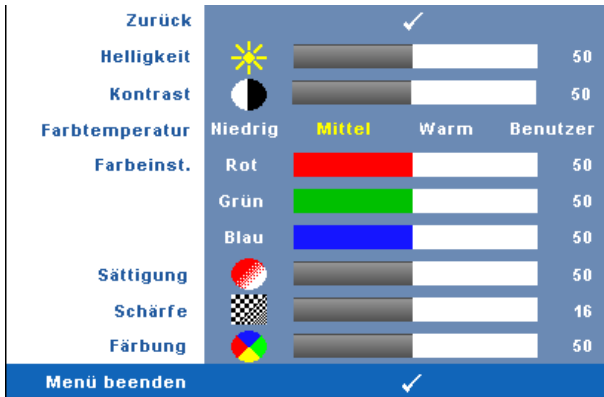 Zurück
Helligkeit 50
Kontrast 50
Farbtemperatur Niedrig Mittel Warm Benutzer
Farbeinst. Rot 50
Grün 50
Blau 50
Sättigung 50
Schärfe 16
Färbung 50
Menü beenden